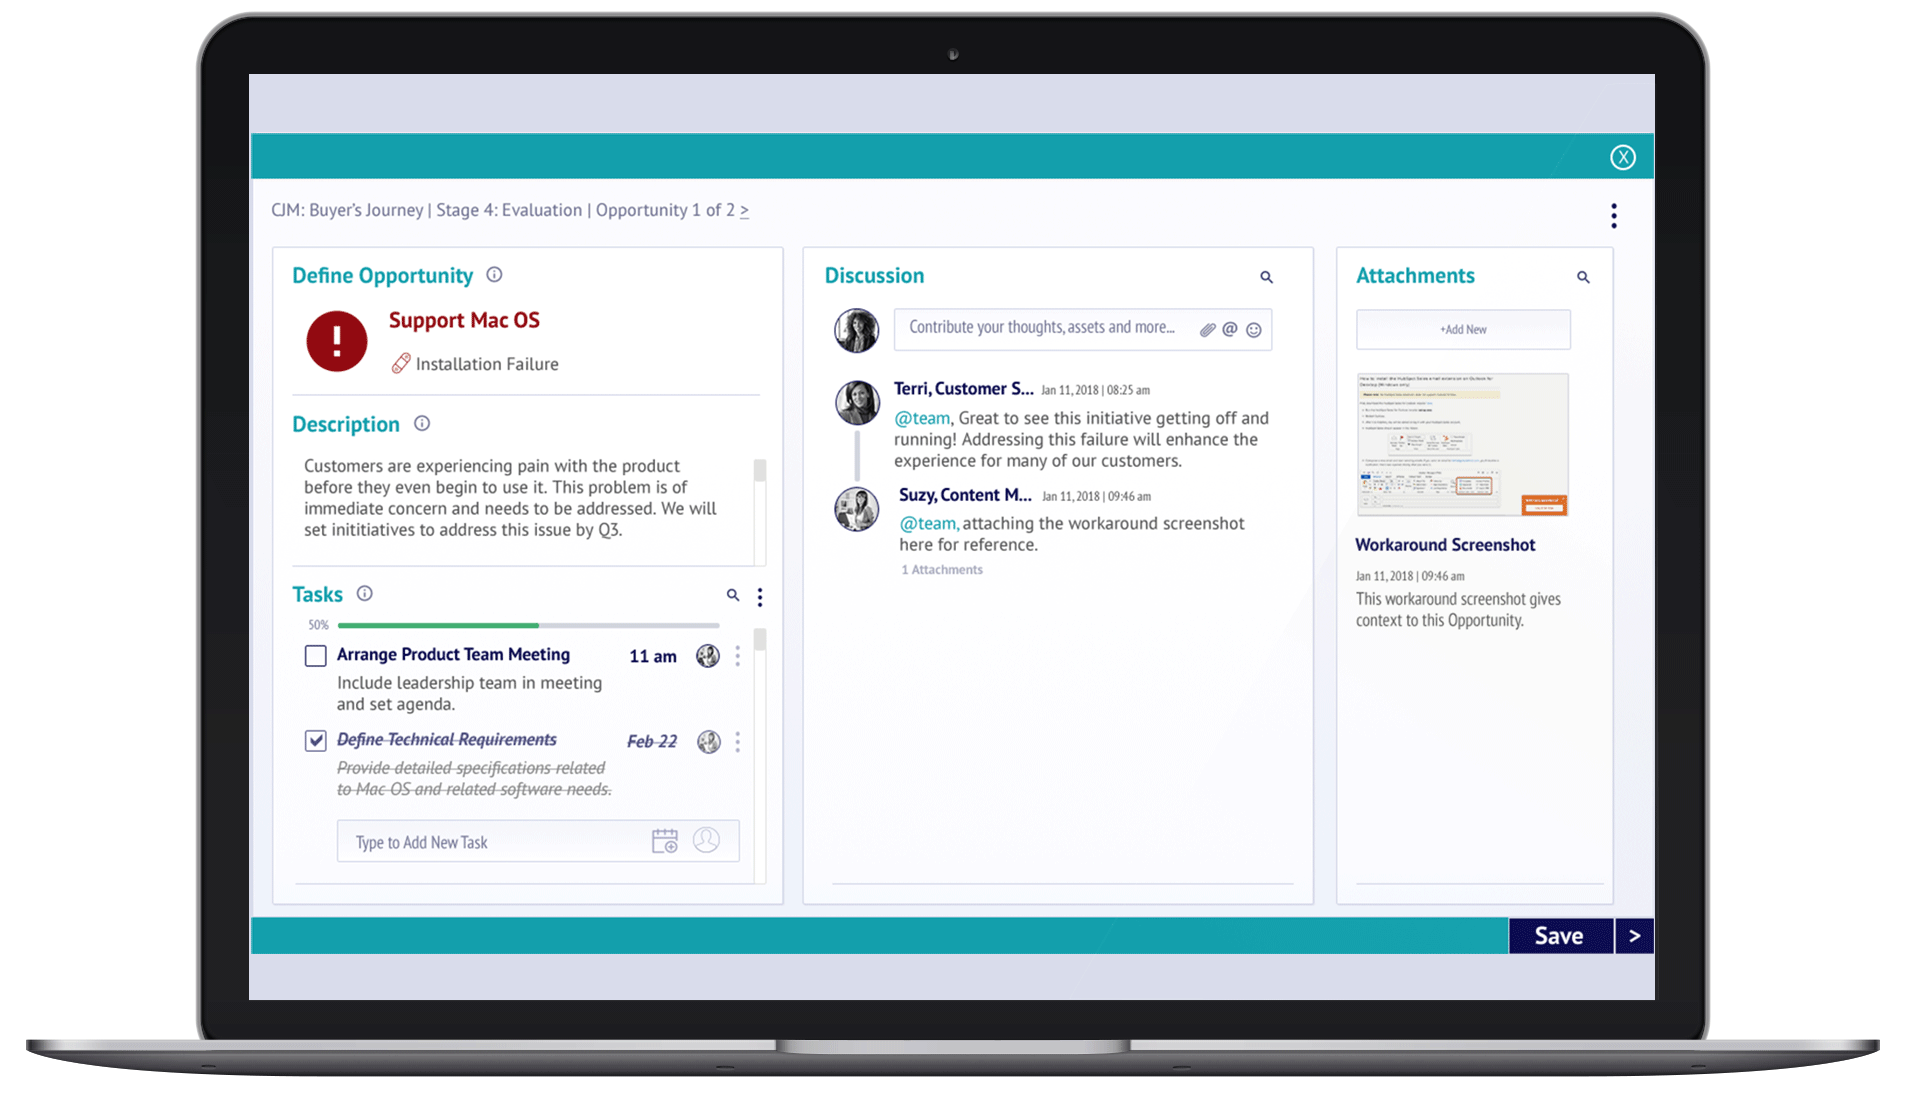 CJM: Buyer's Journey | Stage 4: Evaluation | Opportunity 1 of 2 >
Define Opportunity
Support Mac OS
Installation Failure
Description
Customers are experiencing pain with the product
before they even begin to use it. This problem is of
immediate concern and needs to be addressed. We will
set inititiatives to address this issue by Q3.
Tasks
50%
Arrange Product Team Meeting 11 am
Include leadership team in meeting
and set agenda.
Define Technical Requirements Feb 22
Provide detailed specifications related
to Mac OS and related software needs.
Type to Add New Task
Discussion
Contribute your thoughts, assets and more...
Terri, Customer S... Jan 11, 2018 | 08:25 am
@team, Great to see this initiative getting off and
running! Addressing this failure will enhance the
experience for many of our customers.
Suzy, Content M... Jan 11, 2018 | 09:46 am
@team, attaching the workaround screenshot
here for reference.
1 Attachments
Attachments
+Add New
Workaround Screenshot
Jan 11, 2018 | 09:46 am
This workaround screenshot gives
context to this Opportunity.
Save >